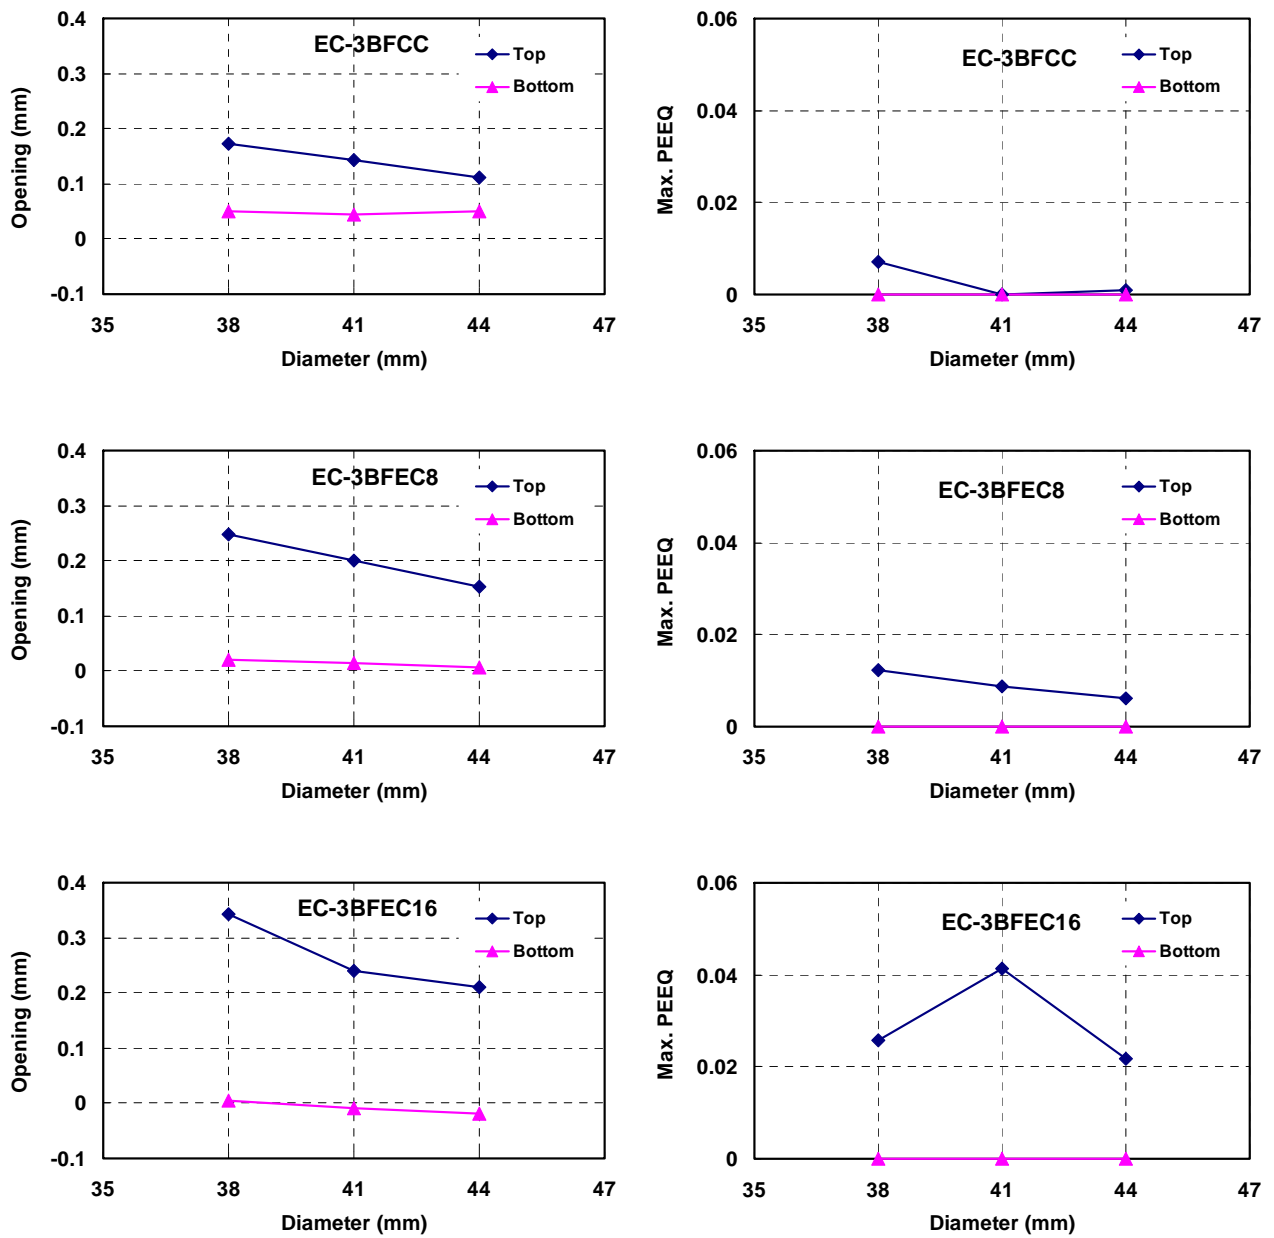 0.4
0.3
0.2
0.1
0
-0.1
35
38
41
44
47
Opening (mm)
Diameter (mm)
EC-3BFCC
Top
Bottom
0.06
0.04
0.02
0
35
38
41
44
47
Max. PEEQ
Diameter (mm)
EC-3BFCC
Top
Bottom
0.4
0.3
0.2
0.1
0
-0.1
35
38
41
44
47
Opening (mm)
Diameter (mm)
EC-3BFEC8
Top
Bottom
0.06
0.04
0.02
0
35
38
41
44
47
Max. PEEQ
Diameter (mm)
EC-3BFEC8
Top
Bottom
0.4
0.3
0.2
0.1
0
-0.1
35
38
41
44
47
Opening (mm)
Diameter (mm)
EC-3BFEC16
Top
Bottom
0.06
0.04
0.02
0
35
38
41
44
47
Max. PEEQ
Diameter (mm)
EC-3BFEC16
Top
Bottom